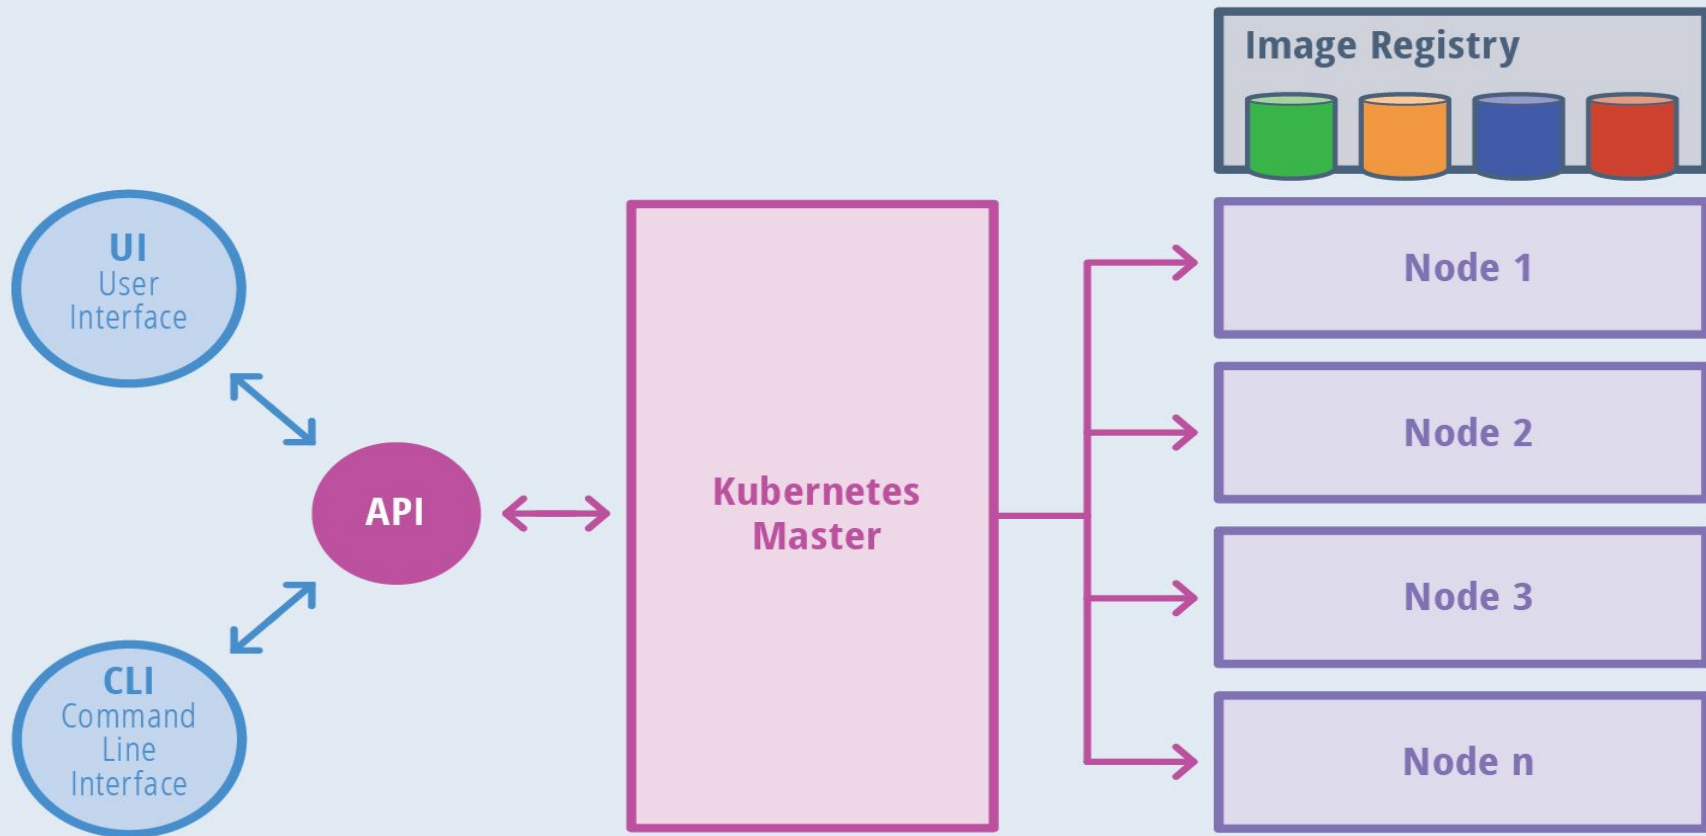 Image Registry
UI
User
Interface
Node 1
Node 2
API
Kubernetes
Master
Node 3
CLI
Command
Line
Interface
Node n